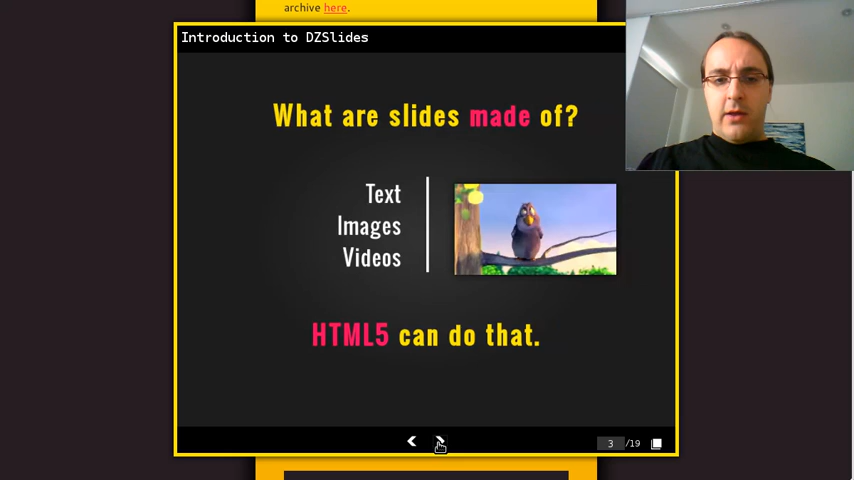 archive here.
Introduction to DZSlides
What are slides made of?
Text
Images
Videos
HTML5 can do that.
3 /19